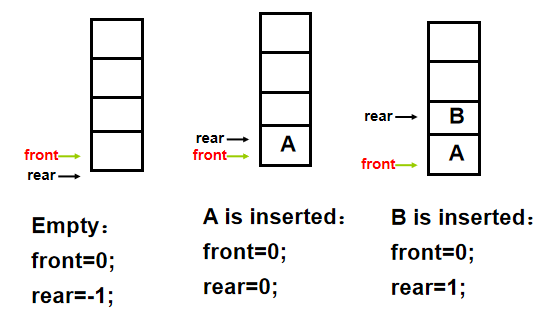 front
rear
Empty：
front=0;
rear=-1;
rear
front
A
A is inserted：
front=0;
rear=0;
rear
B
front
A
B is inserted：
front=0;
rear=1;